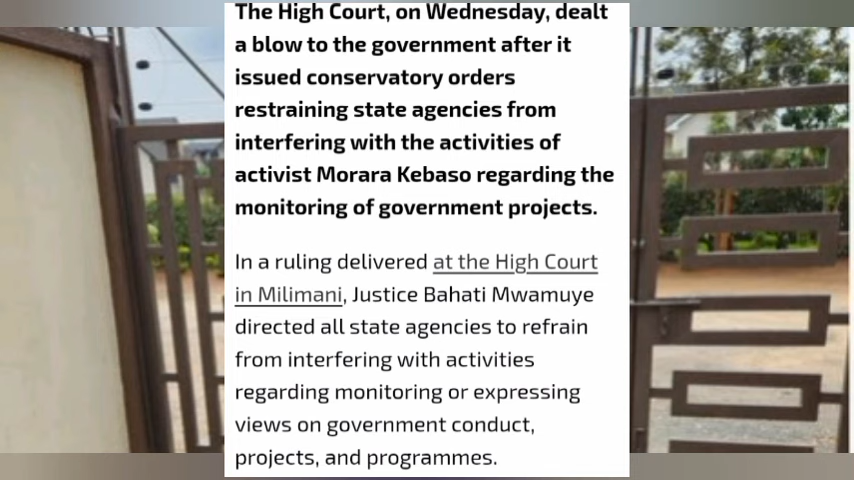 The High Court, on Wednesday, dealt
a blow to the government after it
issued conservatory orders
restraining state agencies from
interfering with the activities of
activist Morara Kebaso regarding the
monitoring of government projects.
In a ruling delivered at the High Court
in Milimani, Justice Bahati Mwamuye
directed all state agencies to refrain
from interfering with activities
regarding monitoring or expressing
views on government conduct,
projects, and programmes.